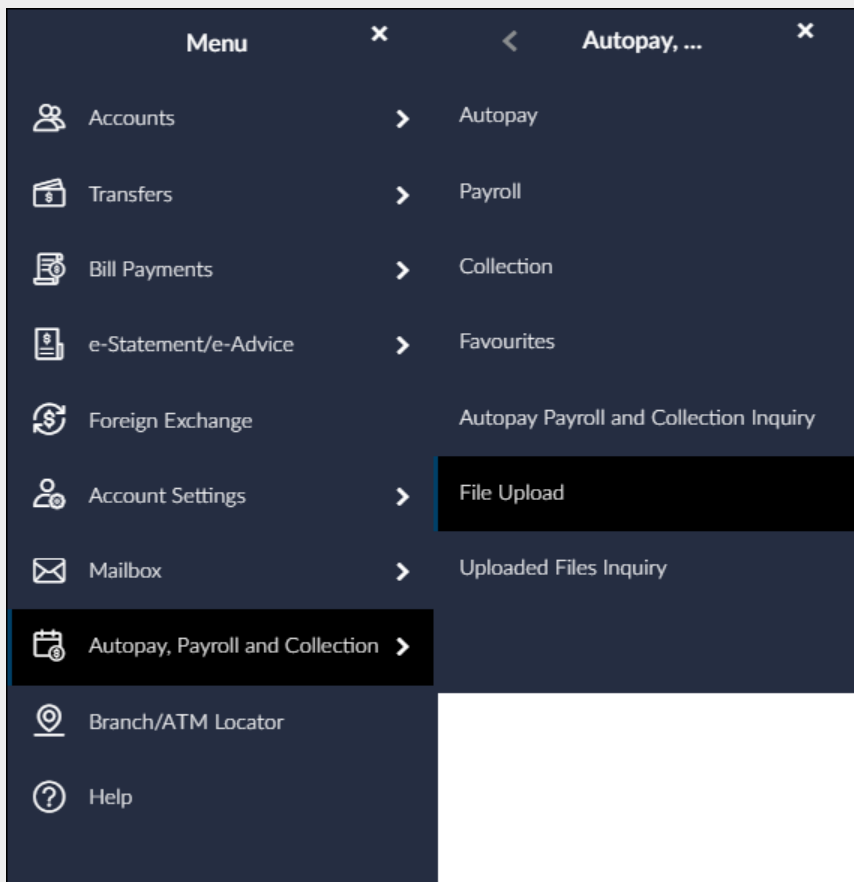 Menu
Accounts
Transfers
Bill Payments
e-Statement/e-Advice
Foreign Exchange
Account Settings
Mailbox
Autopay, Payroll and Collection
Branch/ATM Locator
Help
Autopay, ...
Autopay
Payroll
Collection
Favourites
Autopay Payroll and Collection Inquiry
File Upload
Uploaded Files Inquiry